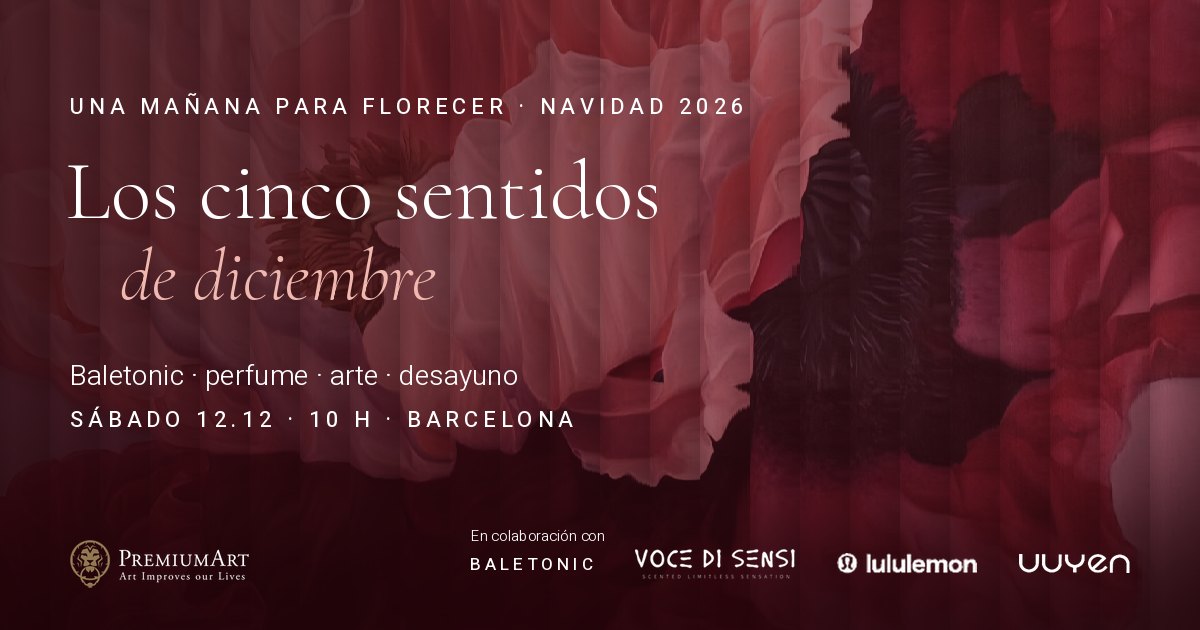 UNA MAÑANA PARA FLORECER · NAVIDAD 2026
Los cinco sentidos
de diciembre
Baletonic · perfume · arte · desayuno
SÁBADO 12.12 · 10 H · BARCELONA
PREMIUMART
Art Improves our Lives
En colaboración con
BALETONIC
VOCE DI SENSI
SCENTED LIMITLESS SENSATION
lululemon
UUYEN